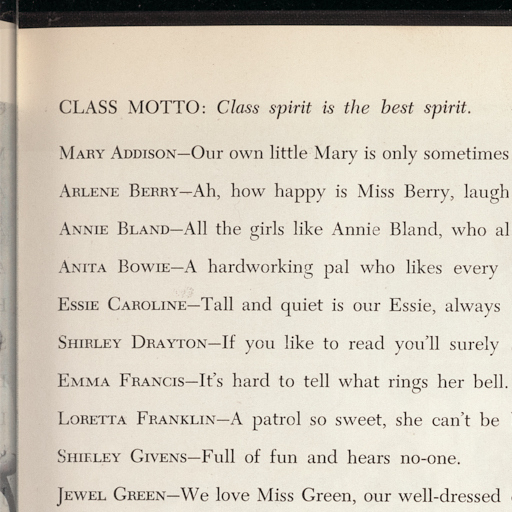 CLASS MOTTO: Class spirit is the best spirit.
MARY ADDISON—Our own little Mary is only sometimes
ARLENE BERRY—Ah, how happy is Miss Berry, laugh
ANNIE BLAND—All the girls like Annie Bland, who al
ANITA BOWIE—A hardworking pal who likes every
ESSIE CAROLINE—Tall and quiet is our Essie, always
SHIRLEY DRAYTON—If you like to read you'll surely
EMMA FRANCIS—It's hard to tell what rings her bell.
LORETTA FRANKLIN—A patrol so sweet, she can't be
SHIRLEY GIVENS—Full of fun and hears no-one.
JEWEL GREEN—We love Miss Green, our well-dressed